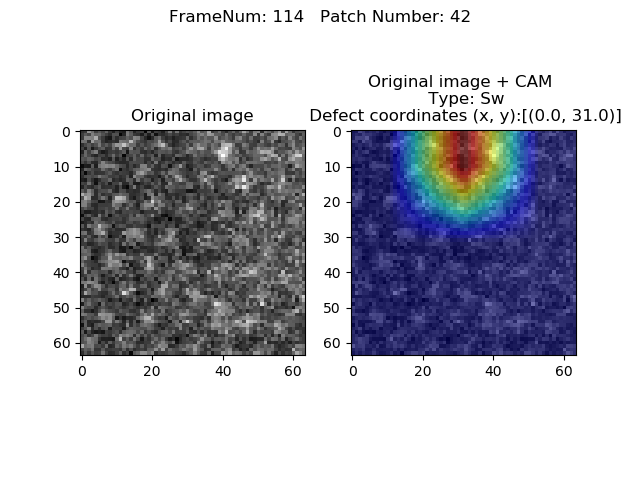 FrameNum: 114   Patch Number: 42
Original image
0
10
20
30
40
50
60
0 20 40 60
Original image + CAM
Type: Sw
Defect coordinates (x, y):[(0.0, 31.0)]
0
10
20
30
40
50
60
0 20 40 60